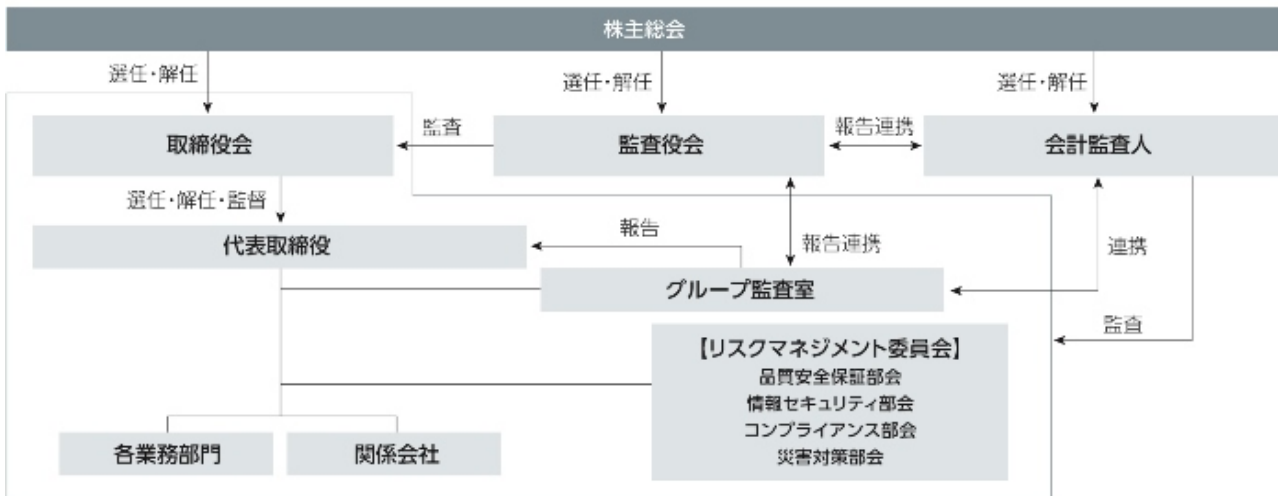 株主総会
選任・解任
選任・解任
選任・解任
取締役会
監査
監査役会
報告連携
会計監査人
選任・解任・監督
代表取締役
報告
報告連携
連携
グループ監査室
監査
【リスクマネジメント委員会】
品質安全保証部会
情報セキュリティ部会
コンプライアンス部会
災害対策部会
各業務部門
関係会社